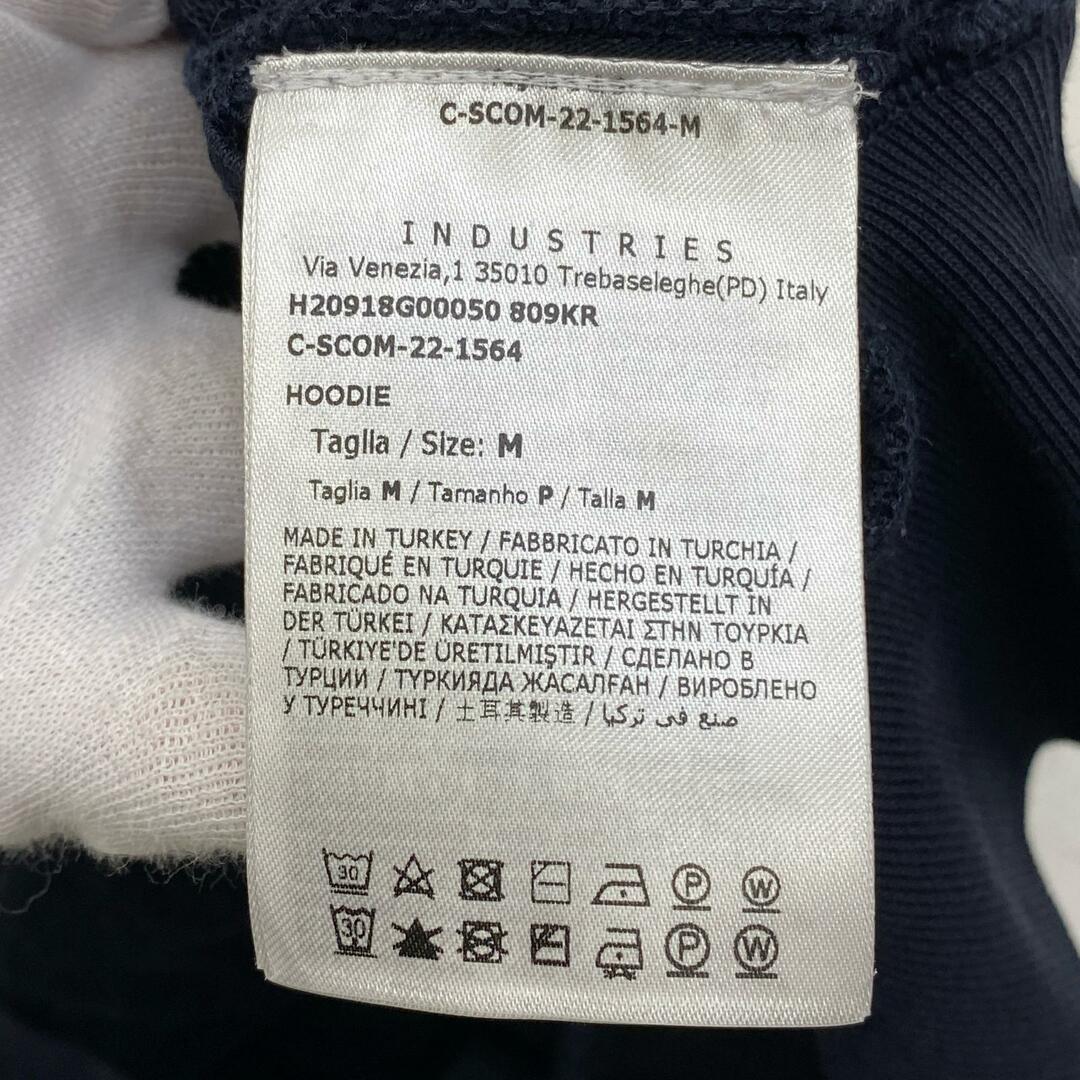 C-SCOM-22-1564-M
INDUSTRIES
Via Venezia,1 35010 Trebaseleghe(PD) Italy
H20918G00050 809KR
C-SCOM-22-1564
HOODIE
Taglia / Size: M
Taglia M / Tamanho P / Talla M
MADE IN TURKEY / FABBRICATO IN TURCHIA /
FABRIQUÉ EN TURQUIE / HECHO EN TURQUÍA /
FABRICADO NA TURQUIA / HERGESTELLT IN
DER TÜRKEI / ΚΑΤΑΣΚΕΥΑΖΕΤΑΙ ΣΤΗΝ ΤΟΥΡΚΙΑ
/ TÜRKIYE'DE ÜRETILMIŞTIR / СДЕЛАНО В
ТУРЦИИ / ТҮРКИЯДА ЖАСАЛҒАН / ВИРОБЛЕНО
У ТУРЕЧЧИНІ / 土耳其製造 / صنع في تركيا
30 P W
30 P W